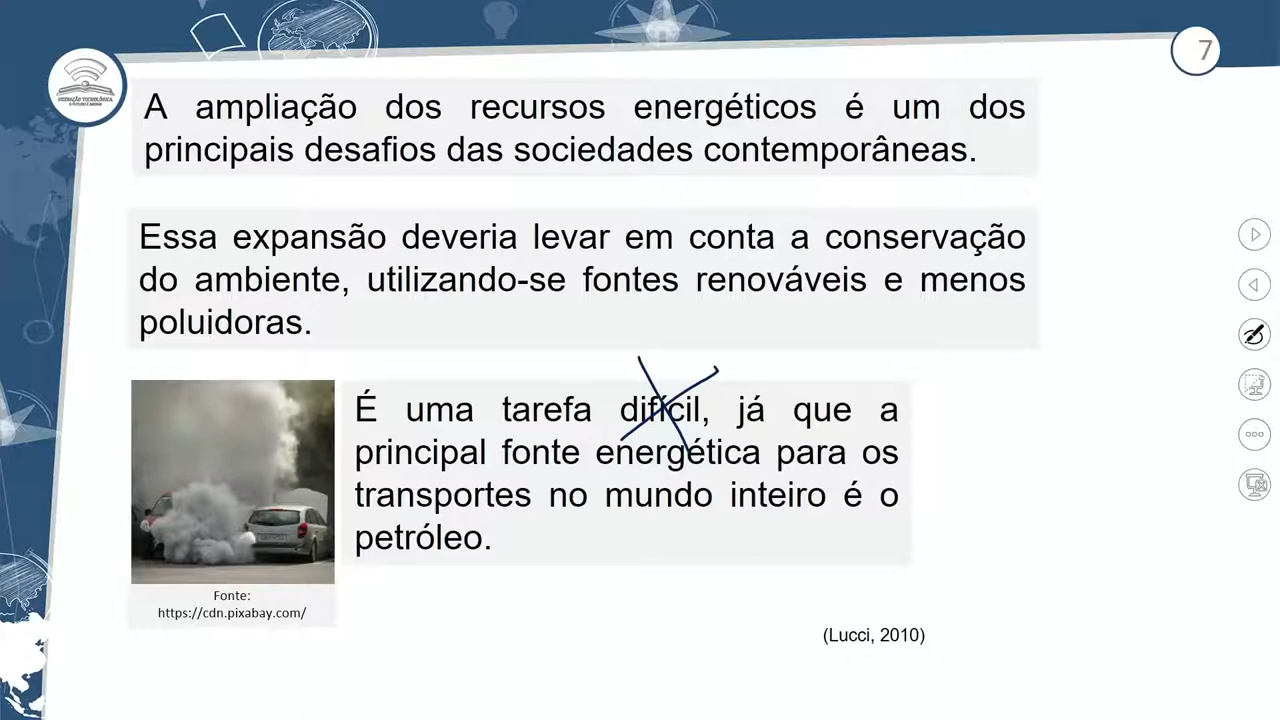 7
MEDIAÇÃO TECNOLÓGICA
A ampliação dos recursos energéticos é um dos
principais desafios das sociedades contemporâneas.
Essa expansão deveria levar em conta a conservação
do ambiente, utilizando-se fontes renováveis e menos
poluidoras.
É uma tarefa difícil, já que a
principal fonte energética para os
transportes no mundo inteiro é o
petróleo.
Fonte:
https://cdn.pixabay.com/
(Lucci, 2010)